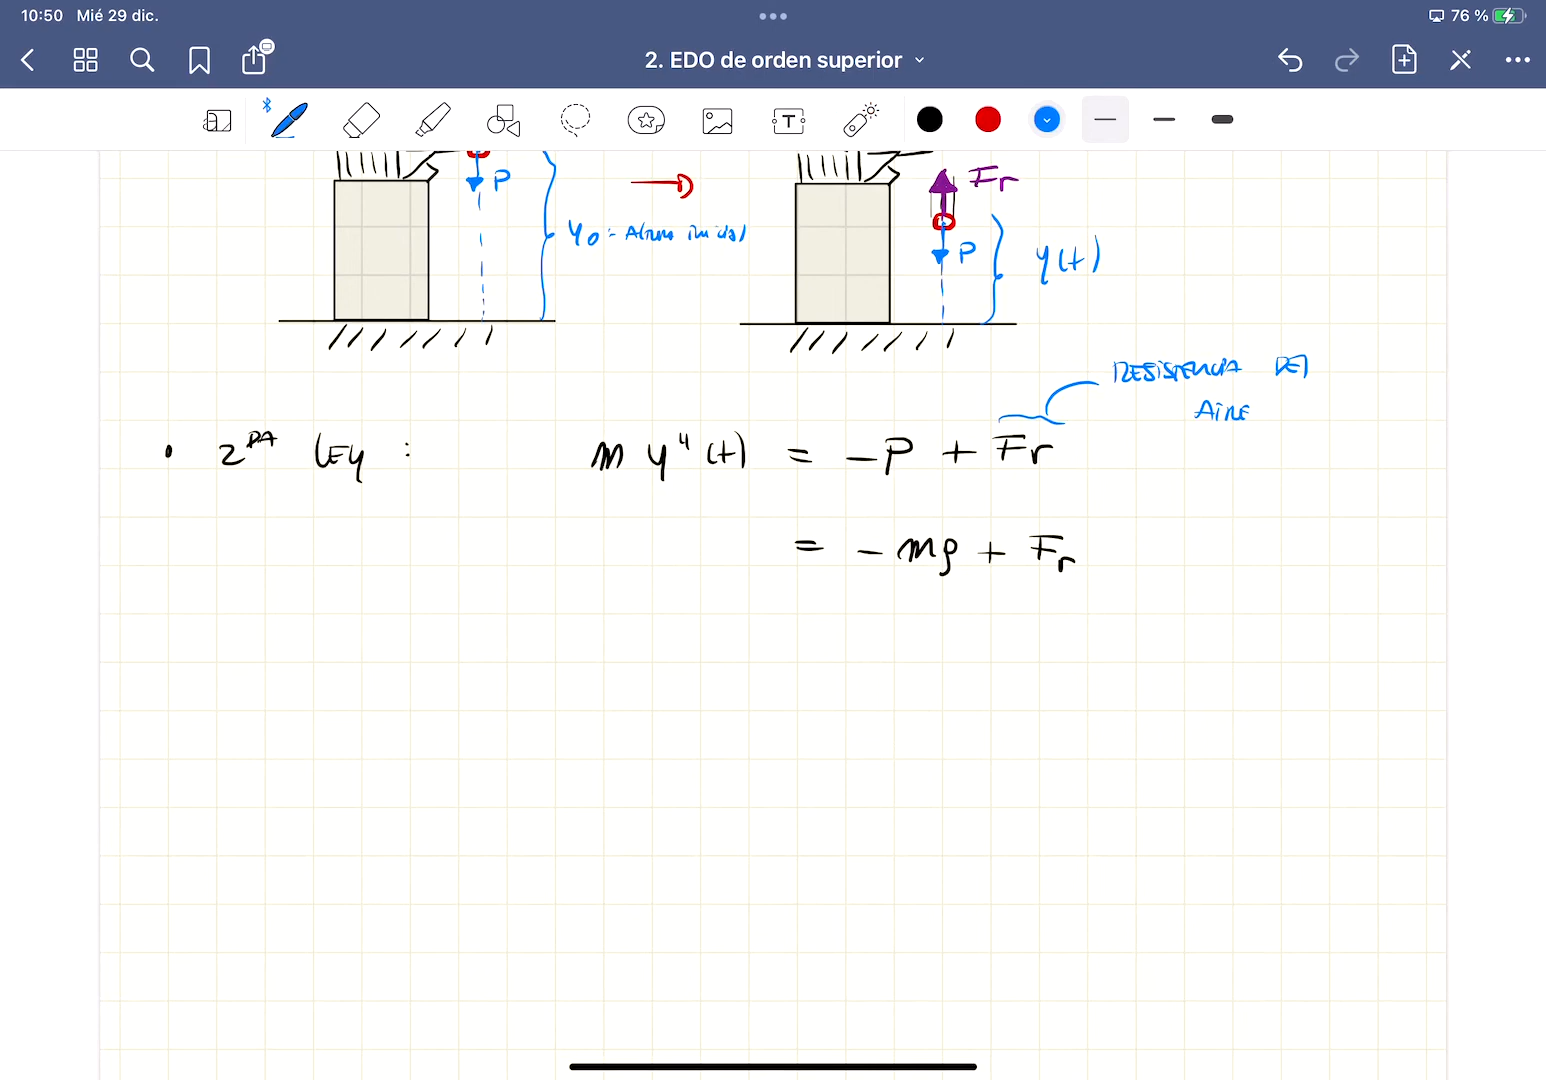 10:50 Mié 29 dic.
76 %
2. EDO de orden superior
T
P
Fr
y0 = Altura inicial
P
y(t)
RESISTENCIA DEl
AIRE
• 2DA LEY : m y"(t) = -P + Fr
= - mg + Fr